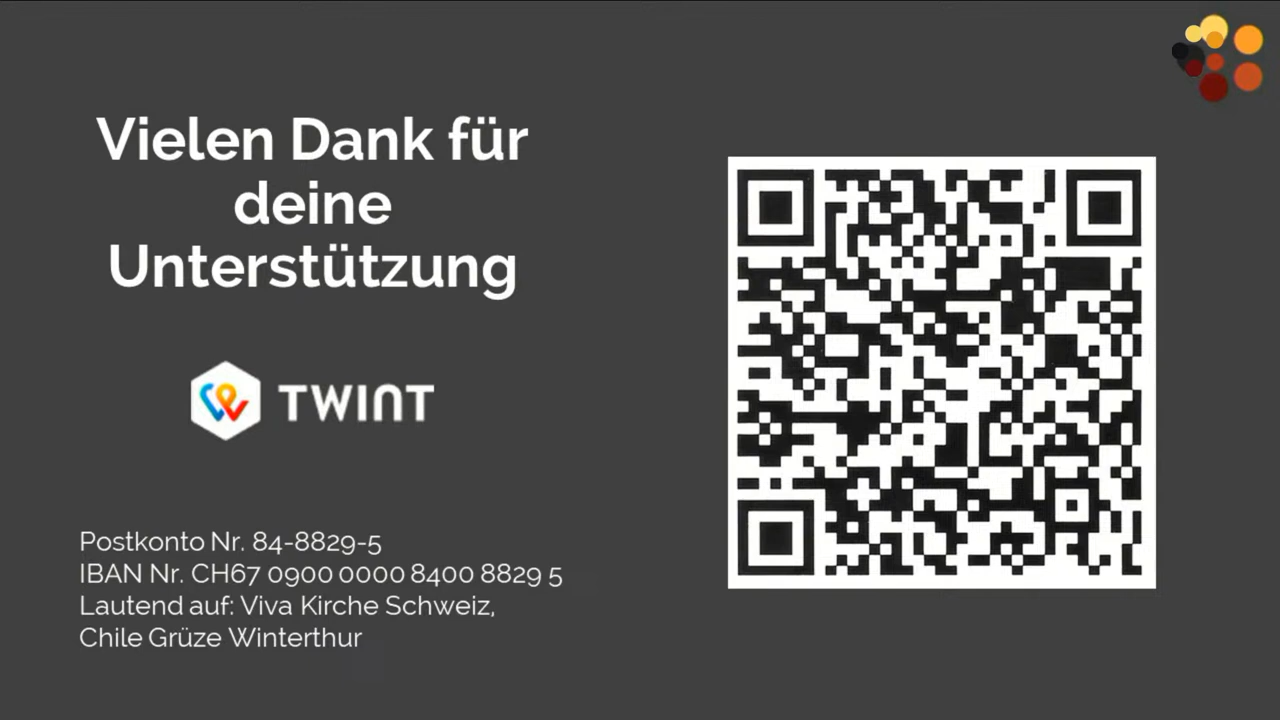 Vielen Dank für
deine
Unterstützung
TWINT
Postkonto Nr. 84-8829-5
IBAN Nr. CH67 0900 0000 8400 8829 5
Lautend auf: Viva Kirche Schweiz,
Chile Grüze Winterthur